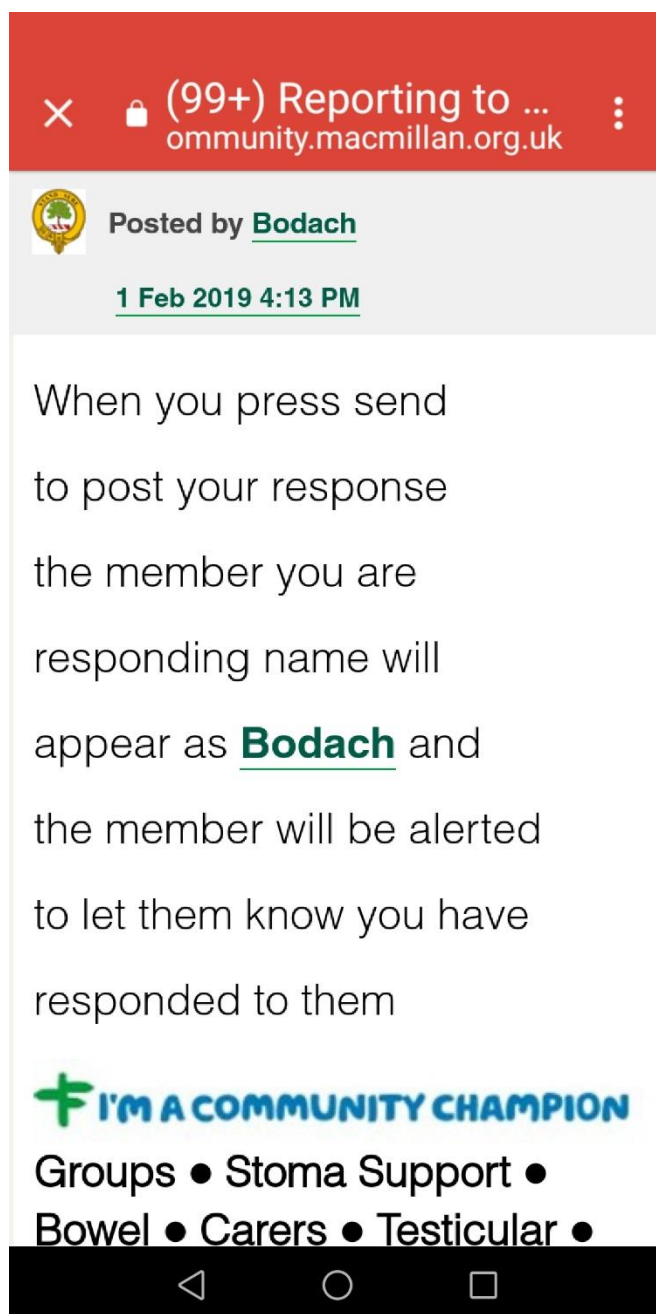 (99+) Reporting to ...
ommunity.macmillan.org.uk
Posted by Bodach
1 Feb 2019 4:13 PM
When you press send
to post your response
the member you are
responding name will
appear as Bodach and
the member will be alerted
to let them know you have
responded to them
I'M A COMMUNITY CHAMPION
Groups ● Stoma Support ●
Bowel ● Carers ● Testicular ●